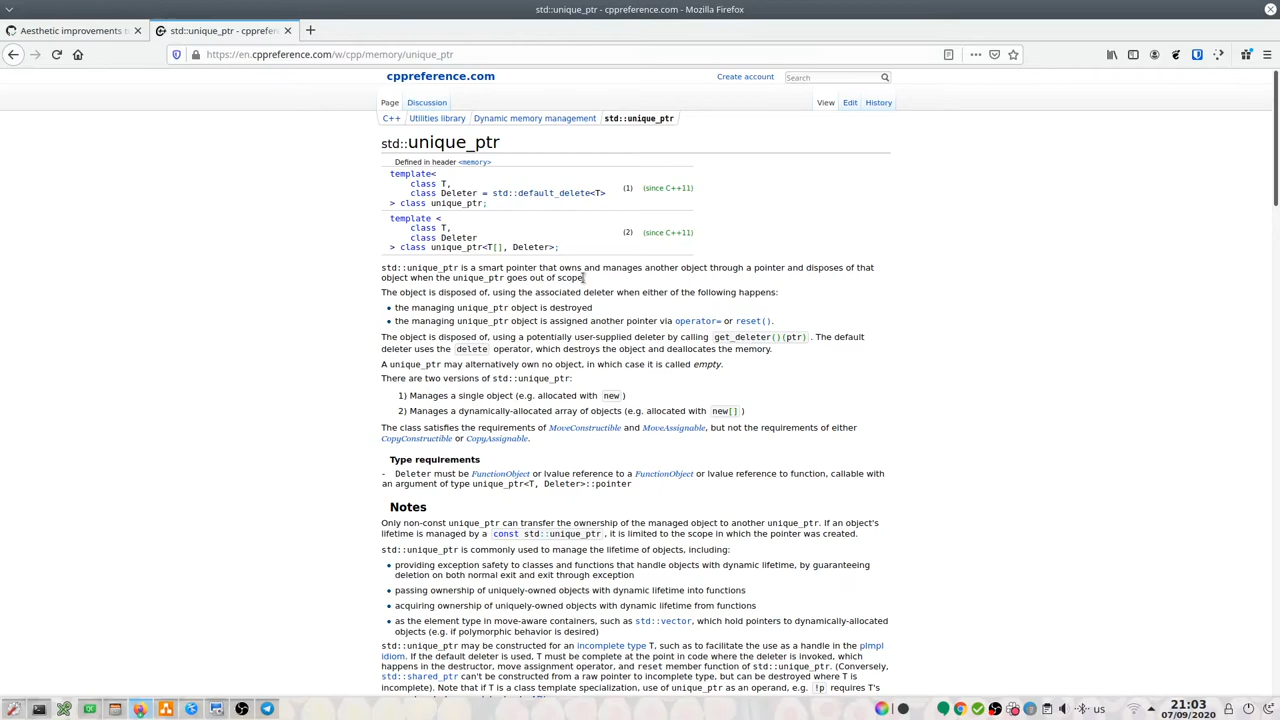 std::unique_ptr - cppreference.com - Mozilla Firefox
Aesthetic improvements t
std::unique_ptr - cpprefere
https://en.cppreference.com/w/cpp/memory/unique_ptr
cppreference.com
Create account
Search
Page Discussion
View Edit History
C++ Utilities library Dynamic memory management std::unique_ptr
std::unique_ptr
Defined in header <memory>
template<
class T,
class Deleter = std::default_delete<T>
> class unique_ptr;
(1) (since C++11)
template <
class T,
class Deleter
> class unique_ptr<T[], Deleter>;
(2) (since C++11)
std::unique_ptr is a smart pointer that owns and manages another object through a pointer and disposes of that
object when the unique_ptr goes out of scope.
The object is disposed of, using the associated deleter when either of the following happens:
• the managing unique_ptr object is destroyed
• the managing unique_ptr object is assigned another pointer via operator= or reset().
The object is disposed of, using a potentially user-supplied deleter by calling get_deleter()(ptr). The default
deleter uses the delete operator, which destroys the object and deallocates the memory.
A unique_ptr may alternatively own no object, in which case it is called empty.
There are two versions of std::unique_ptr:
1) Manages a single object (e.g. allocated with new)
2) Manages a dynamically-allocated array of objects (e.g. allocated with new[])
The class satisfies the requirements of MoveConstructible and MoveAssignable, but not the requirements of either
CopyConstructible or CopyAssignable.
Type requirements
- Deleter must be FunctionObject or lvalue reference to a FunctionObject or lvalue reference to function, callable with
an argument of type unique_ptr<T, Deleter>::pointer
Notes
Only non-const unique_ptr can transfer the ownership of the managed object to another unique_ptr. If an object's
lifetime is managed by a const std::unique_ptr, it is limited to the scope in which the pointer was created.
std::unique_ptr is commonly used to manage the lifetime of objects, including:
• providing exception safety to classes and functions that handle objects with dynamic lifetime, by guaranteeing
deletion on both normal exit and exit through exception
• passing ownership of uniquely-owned objects with dynamic lifetime into functions
• acquiring ownership of uniquely-owned objects with dynamic lifetime from functions
• as the element type in move-aware containers, such as std::vector, which hold pointers to dynamically-allocated
objects (e.g. if polymorphic behavior is desired)
std::unique_ptr may be constructed for an incomplete type T, such as to facilitate the use as a handle in the pImpl
idiom. If the default deleter is used, T must be complete at the point in code where the deleter is invoked, which
happens in the destructor, move assignment operator, and reset member function of std::unique_ptr. (Conversely,
std::shared_ptr can't be constructed from a raw pointer to incomplete type, but can be destroyed where T is
incomplete). Note that if T is a class template specialization, use of unique_ptr as an operand, e.g. !p requires T's
US
21:03
07/09/2020